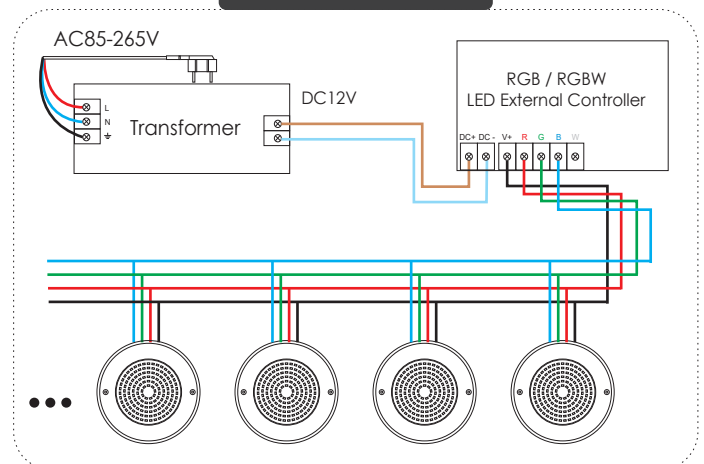 AC85-265V
L
N
Transformer
DC12V
RGB / RGBW
LED External Controller
DC+ DC - V+ R G B W